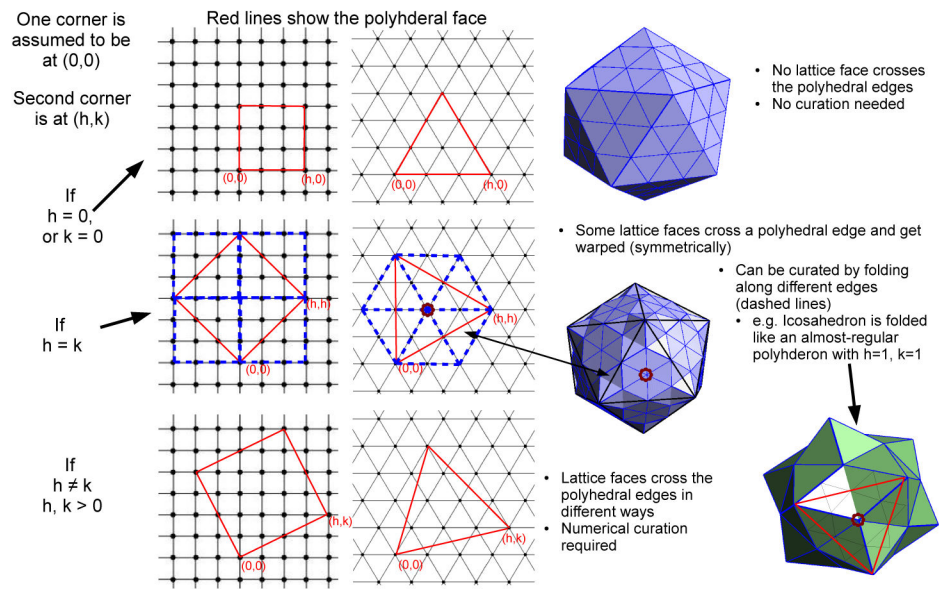 One corner is
assumed to be
at (0,0)
Second corner
is at (h,k)
Red lines show the polyhderal face
If
h = 0,
or k = 0
(0,0)
(h,0)
(0,0)
(h,0)
• No lattice face crosses
the polyhedral edges
• No curation needed
If
h = k
(h,h)
(0,0)
(h,h)
(0,0)
• Some lattice faces cross a polyhedral edge and get
warped (symmetrically)
• Can be curated by folding
along different edges
(dashed lines)
• e.g. Icosahedron is folded
like an almost-regular
polyhderon with h=1, k=1
If
h ≠ k
h, k > 0
(h,k)
(0,0)
(h,k)
(0,0)
• Lattice faces cross the
polyhedral edges in
different ways
• Numerical curation
required